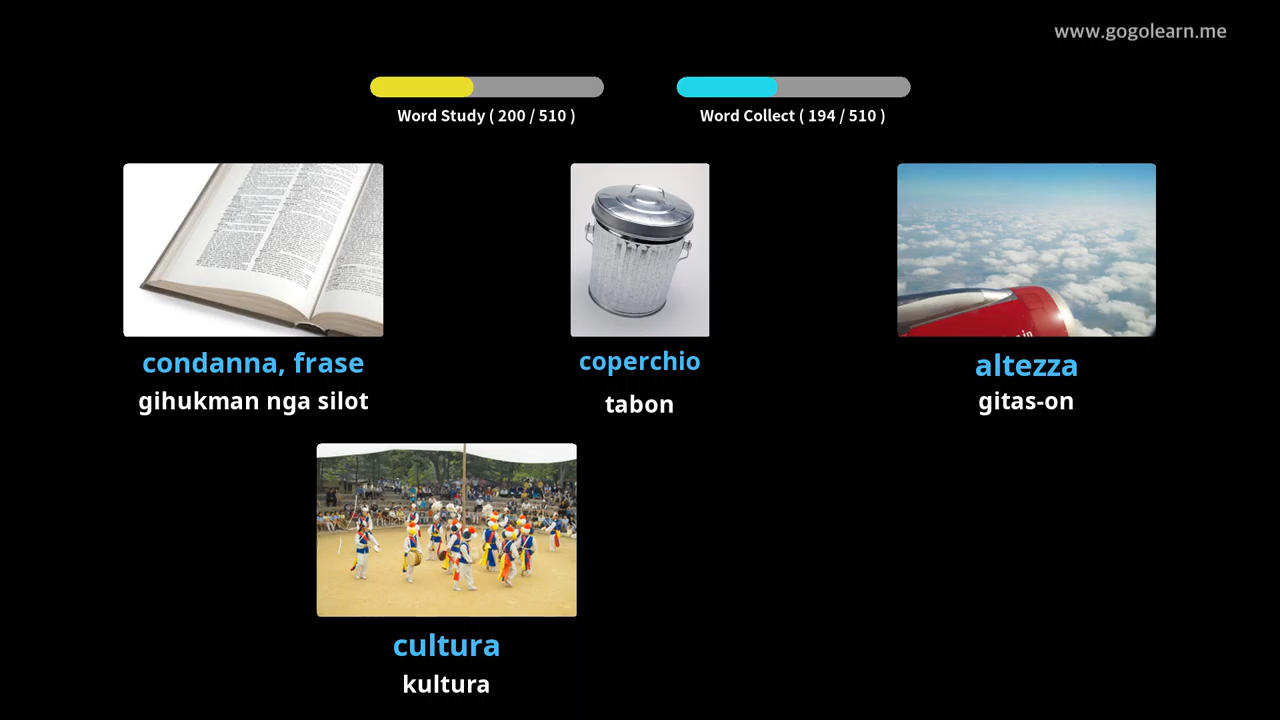 www.gogolearn.me
Word Study ( 200 / 510 )
Word Collect ( 194 / 510 )
condanna, frase
gihukman nga silot
coperchio
tabon
altezza
gitas-on
cultura
kultura